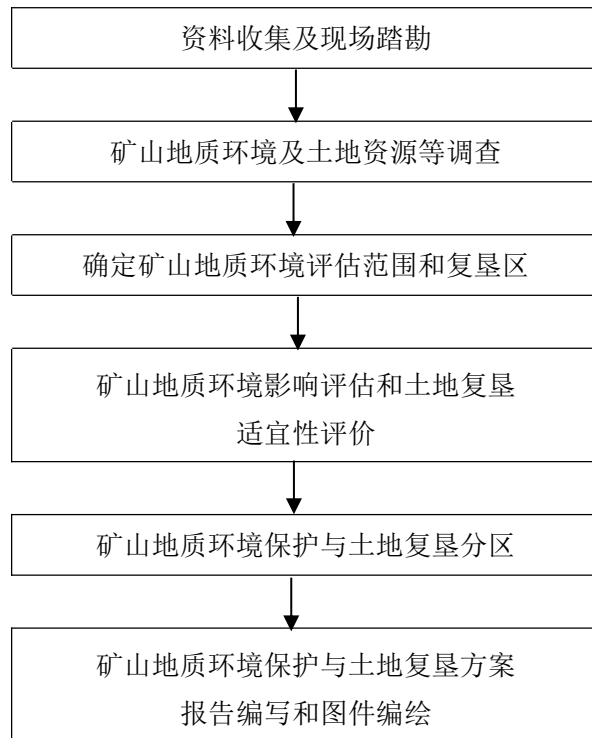 资料收集及现场踏勘
矿山地质环境及土地资源等调查
确定矿山地质环境评估范围和复垦区
矿山地质环境影响评估和土地复垦
适宜性评价
矿山地质环境保护与土地复垦分区
矿山地质环境保护与土地复垦方案
报告编写和图件编绘